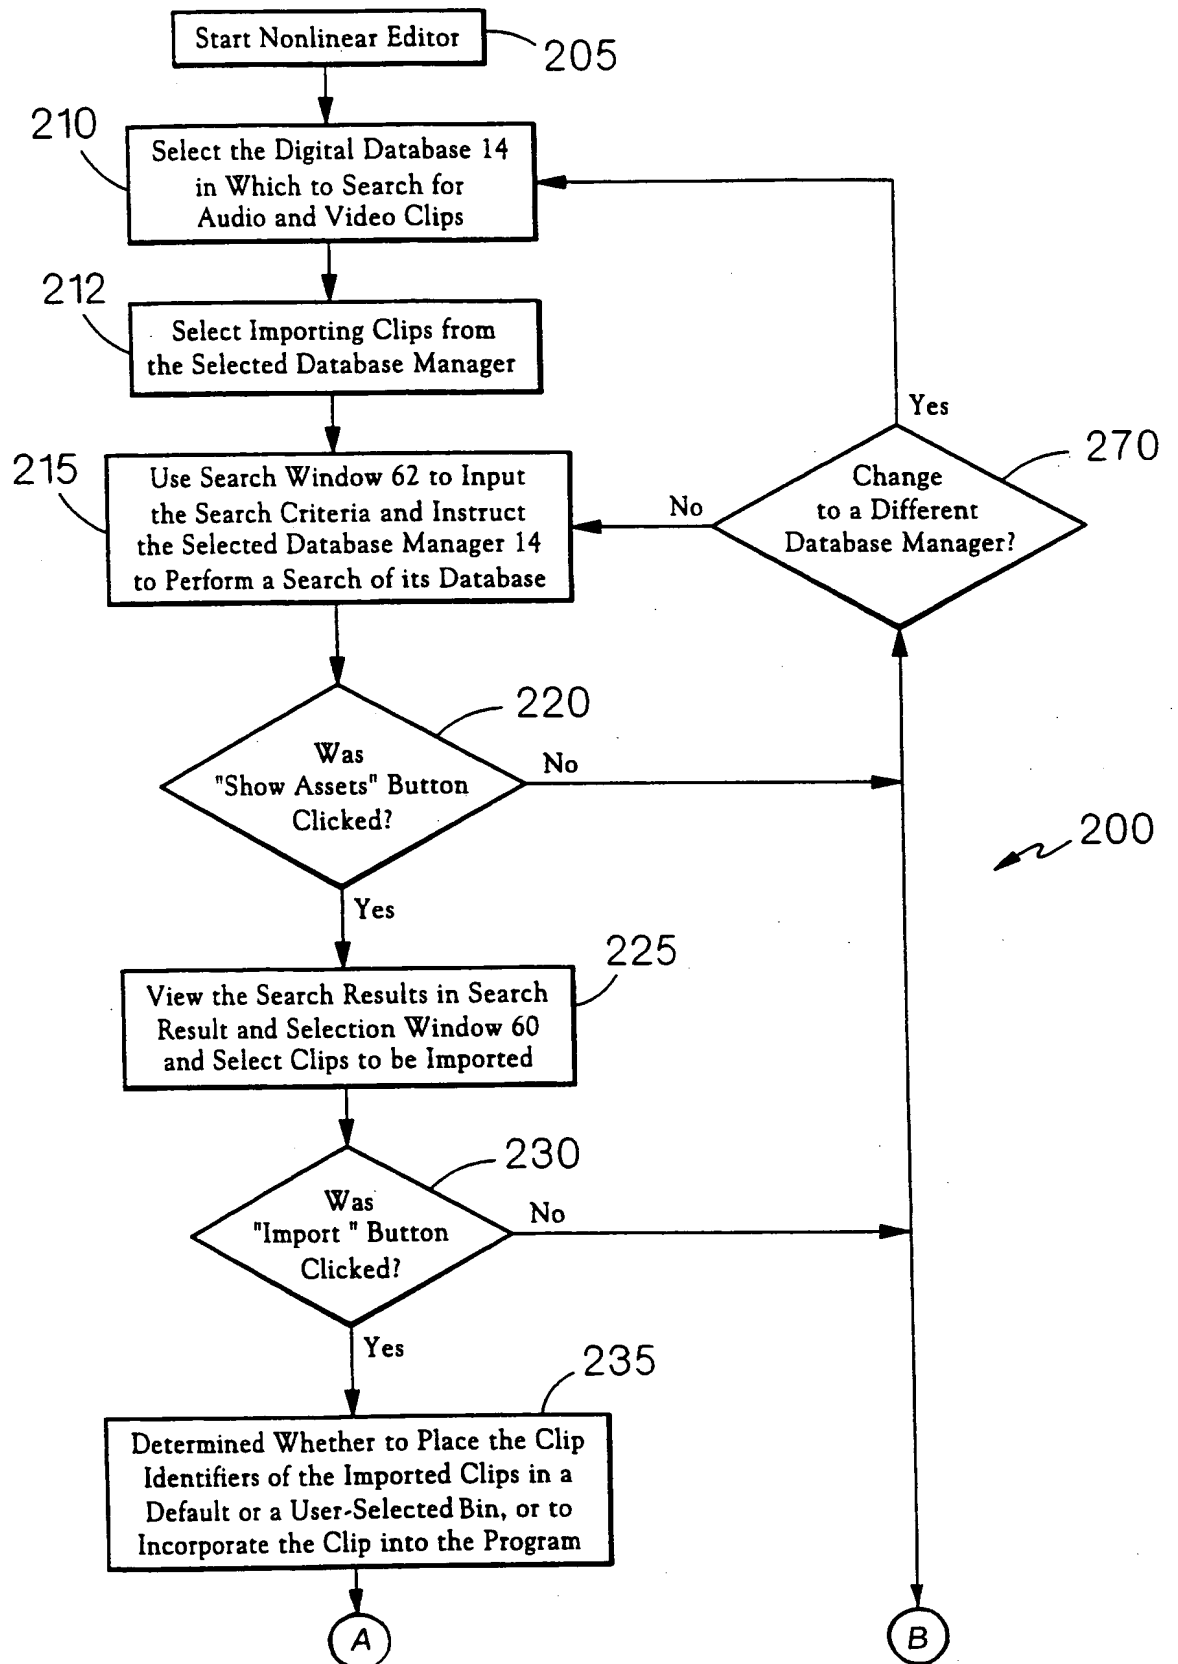 Start Nonlinear Editor
205
210
Select the Digital Database 14
in Which to Search for
Audio and Video Clips
212
Select Importing Clips from
the Selected Database Manager
Yes
270
Change
to a Different
Database Manager?
No
215
Use Search Window 62 to Input
the Search Criteria and Instruct
the Selected Database Manager 14
to Perform a Search of its Database
220
Was
"Show Assets" Button
Clicked?
No
200
Yes
225
View the Search Results in Search
Result and Selection Window 60
and Select Clips to be Imported
230
Was
"Import " Button
Clicked?
No
Yes
235
Determined Whether to Place the Clip
Identifiers of the Imported Clips in a
Default or a User-Selected Bin, or to
Incorporate the Clip into the Program
A
B